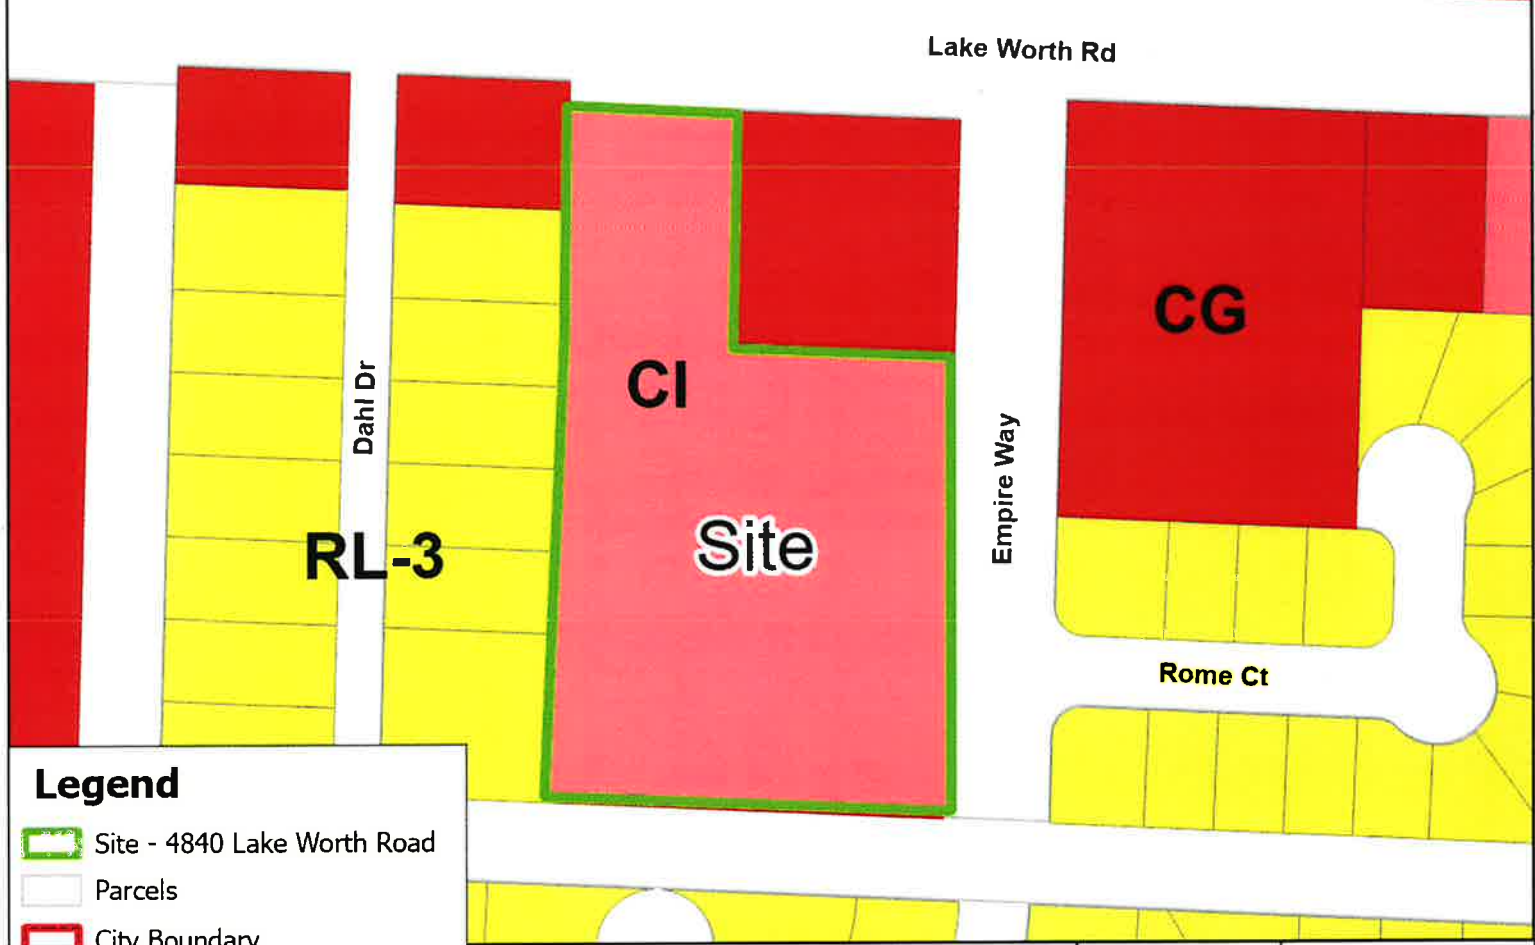 Lake Worth Rd
CG
CI
Dahl Dr
Empire Way
Site
RL-3
Rome Ct
Legend
Site - 4840 Lake Worth Road
Parcels
City Boundary